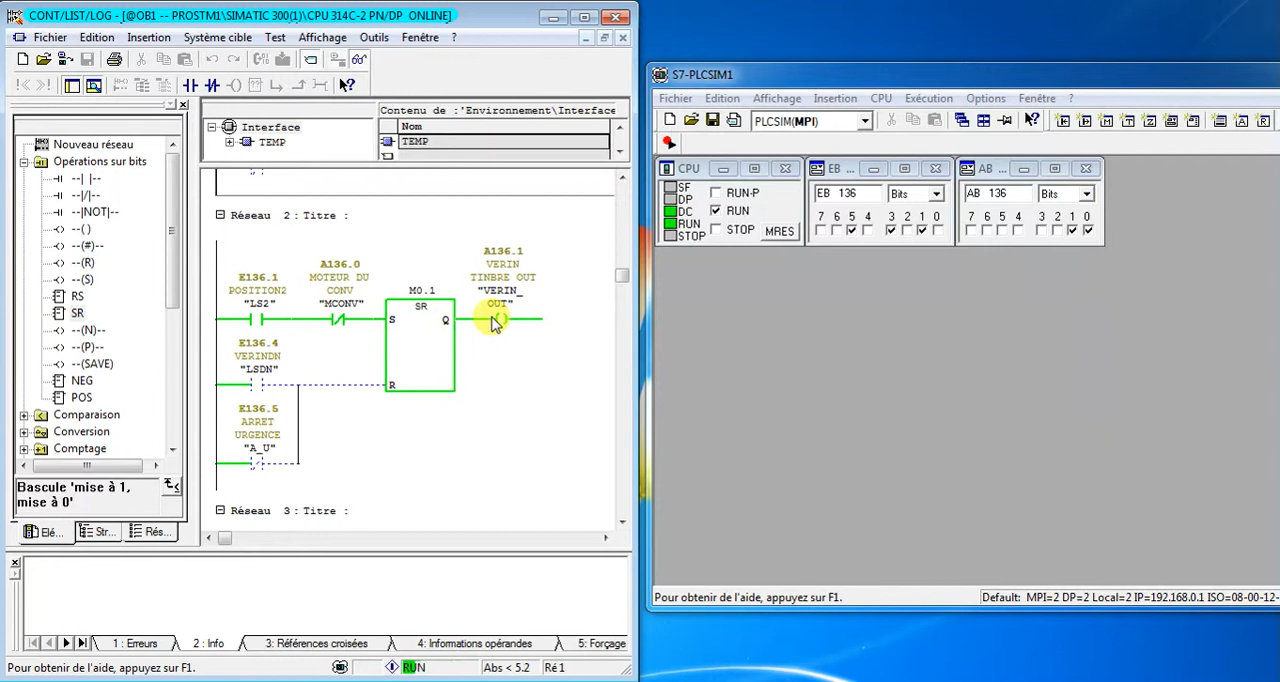 CONT/LIST/LOG - [@OB1 -- PROSTM1\SIMATIC 300(1)\CPU 314C-2 PN/DP ONLINE]
Fichier Edition Insertion Système cible Test Affichage Outils Fenêtre ?
Contenu de :'Environnement\Interface
Interface
TEMP
Nom
TEMP
Nouveau réseau
Opérations sur bits
--| |--
--|/|--
--|NOT|--
--( )
--(#)--
--(R)
--(S)
RS
SR
--(N)--
--(P)--
--(SAVE)
NEG
POS
Comparaison
Conversion
Comptage
Bascule 'mise à 1,
mise à 0'
Elé...
Str...
Rés...
Réseau 2 : Titre :
E136.1
POSITION2
"LS2"
A136.0
MOTEUR DU
CONV
"MCONV"
M0.1
SR
S
Q
R
A136.1
VERIN
TINBRE OUT
"VERIN_
OUT"
( )
E136.4
VERINDN
"LSDN"
E136.5
ARRET
URGENCE
"A_U"
Réseau 3 : Titre :
1 : Erreurs
2 : Info
3: Références croisées
4: Informations opérandes
5: Forçage
Pour obtenir de l'aide, appuyez sur F1.
RUN
Abs < 5.2
Ré 1
S7-PLCSIM1
Fichier Edition Affichage Insertion CPU Exécution Options Fenêtre ?
PLCSIM(MPI)
CPU
SF
DP
DC
RUN
STOP
RUN-P
RUN
STOP
MRES
EB ...
EB 136
Bits
7 6 5 4 3 2 1 0
AB ...
AB 136
Bits
7 6 5 4 3 2 1 0
Pour obtenir de l'aide, appuyez sur F1.
Default: MPI=2 DP=2 Local=2 IP=192.168.0.1 ISO=08-00-12-